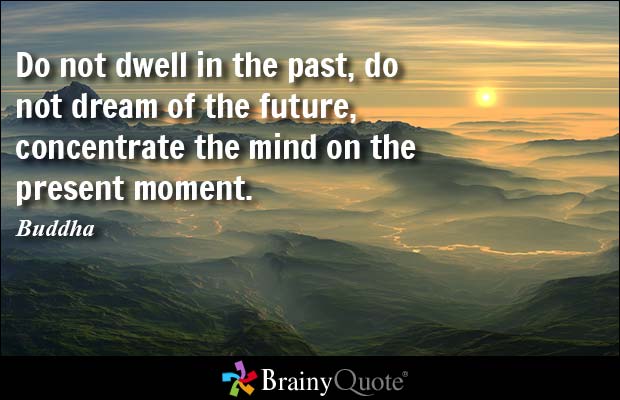 Do not dwell in the past, do
not dream of the future,
concentrate the mind on the
present moment.
Buddha
BrainyQuote®